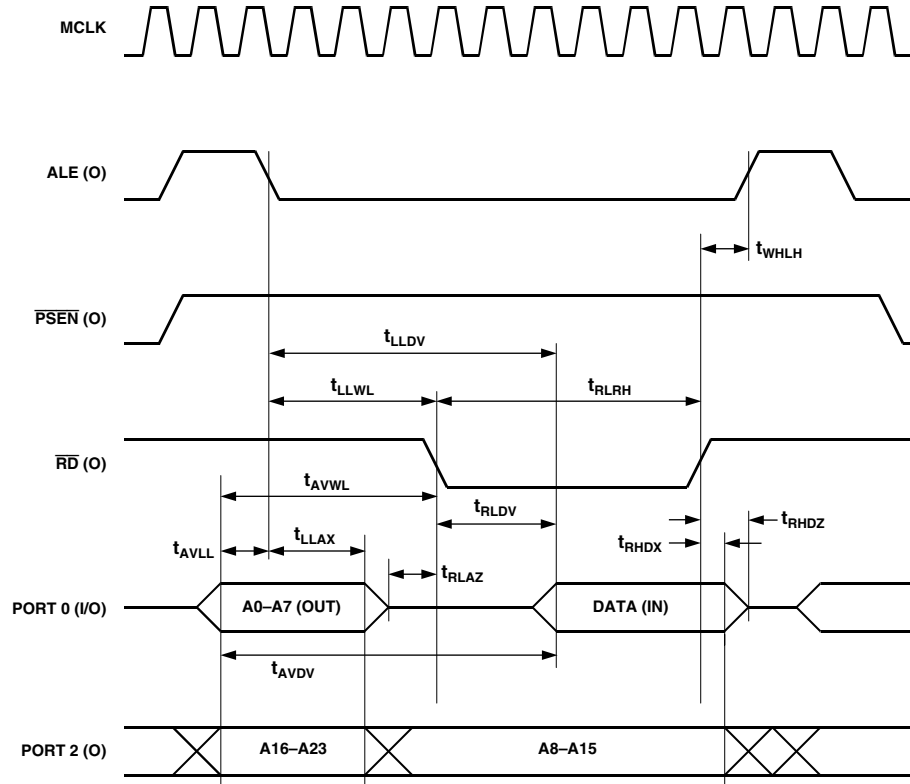 MCLK
ALE (O)
tWHLH
PSEN (O)
tLLDV
tLLWL
tRLRH
RD (O)
tAVWL
tRLDV
tRHDZ
tAVLL
tLLAX
tRHDX
tRLAZ
PORT 0 (I/O)
A0–A7 (OUT)
DATA (IN)
tAVDV
PORT 2 (O)
A16–A23
A8–A15